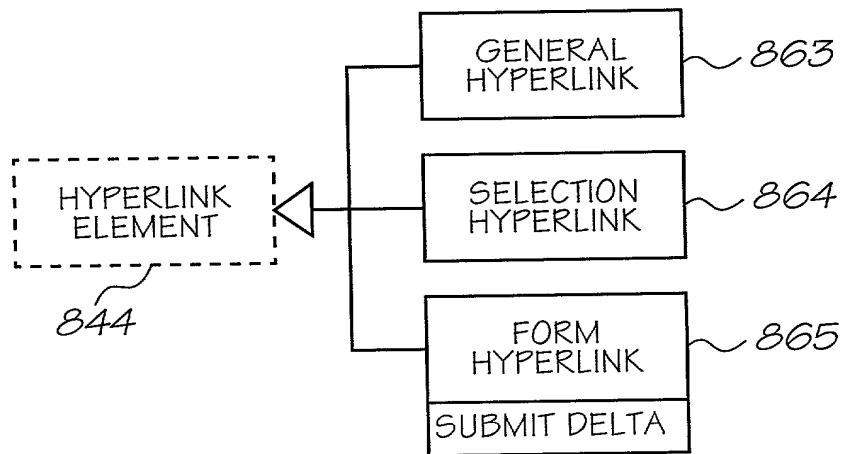 GENERAL
HYPERLINK
863
HYPERLINK
ELEMENT
844
SELECTION
HYPERLINK
864
FORM
HYPERLINK
865
SUBMIT DELTA